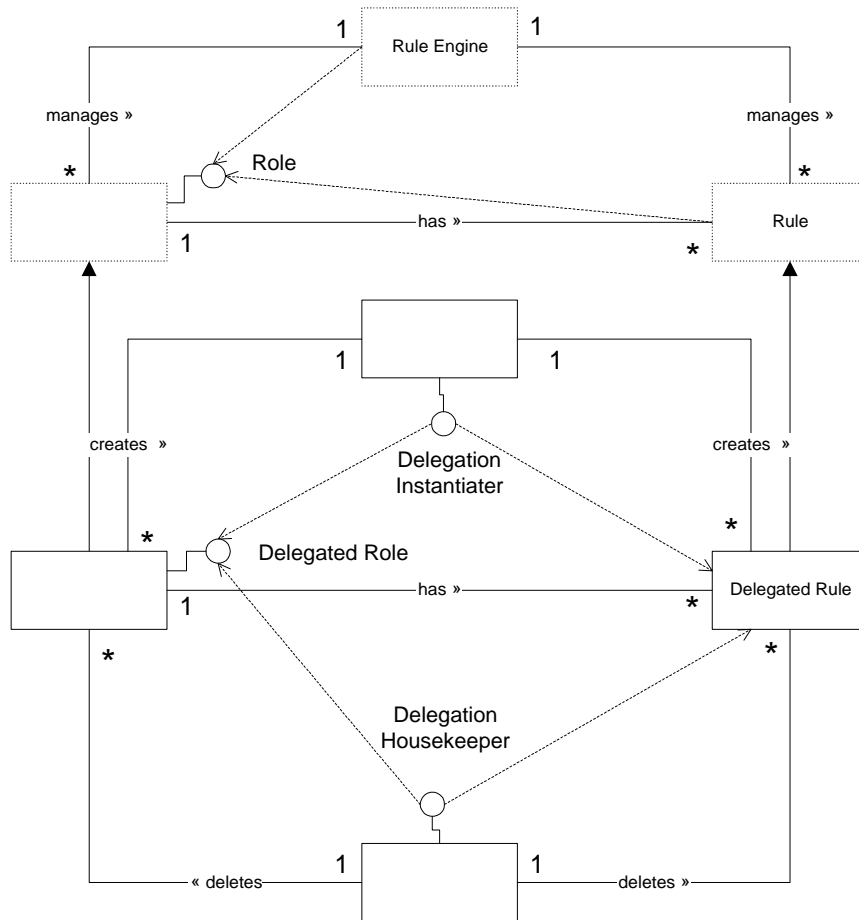 1 Rule Engine 1
manages » manages »
* Role *
1 has » * Rule
1 1
creates » creates »
Delegation
Instantiater
* Delegated Role *
1 has » * Delegated Rule
* *
Delegation
Housekeeper
1 1
« deletes deletes »